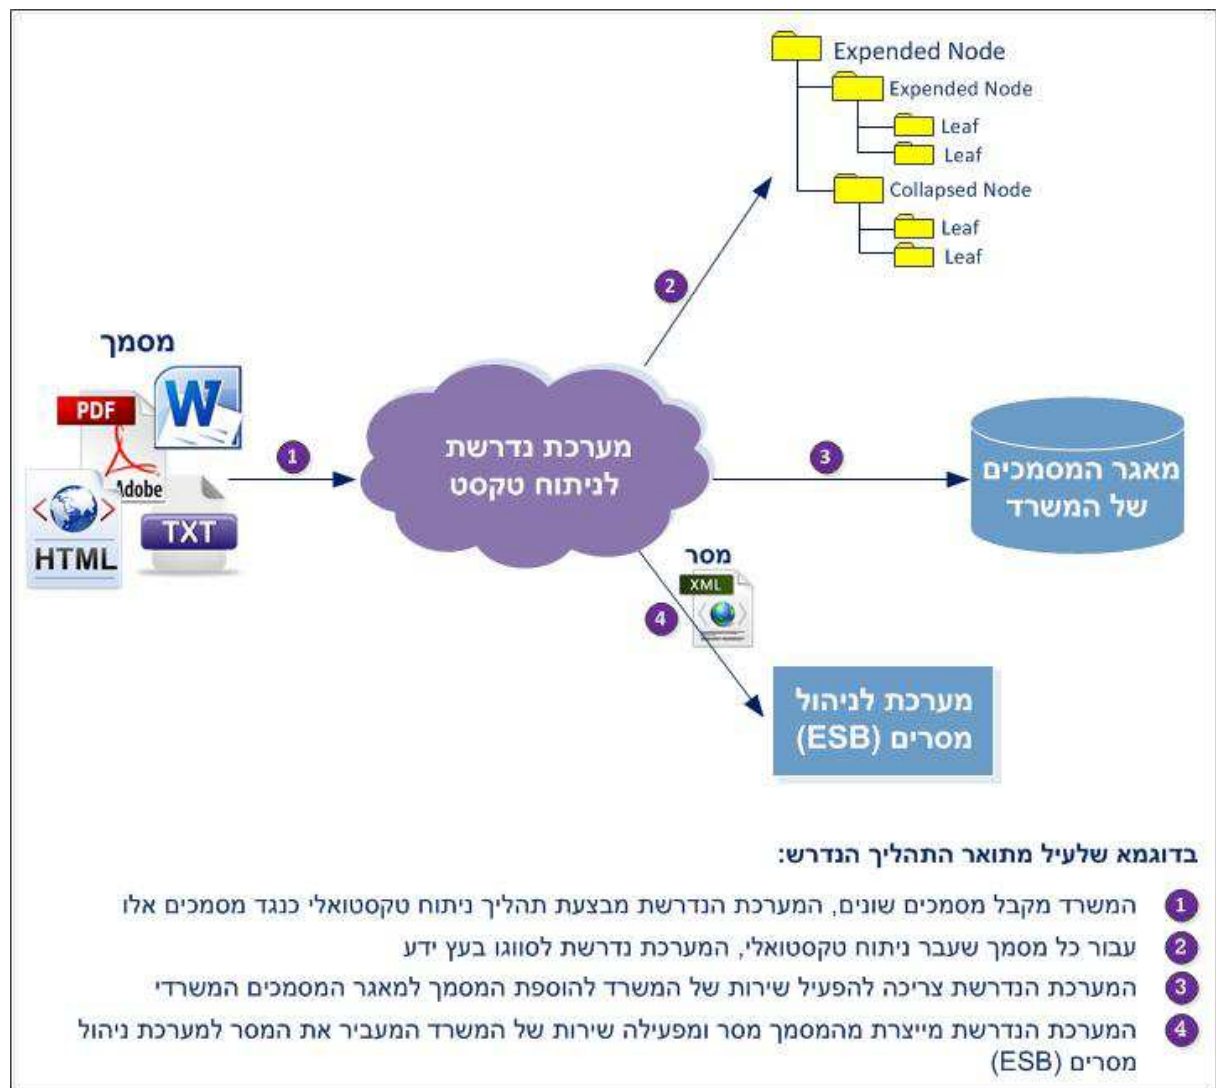 Expended Node
Expended Node
Leaf
Leaf
Collapsed Node
Leaf
Leaf
2
מסמך
W
PDF
Adobe
HTML
TXT
1
מערכת נדרשת
לניתוח טקסט
3
מאגר המסמכים
של המשרד
מסר
XML
4
מערכת לניהול
מסרים (ESB)
בדוגמא שלעיל מתואר התהליך הנדרש:
1 המשרד מקבל מסמכים שונים, המערכת הנדרשת מבצעת תהליך ניתוח טקסטואלי כנגד מסמכים אלו
2 עבור כל מסמך שעבר ניתוח טקסטואלי, המערכת נדרשת לסווגו בעץ ידע
3 המערכת הנדרשת צריכה להפעיל שירות של המשרד להוספת המסמך למאגר המסמכים המשרדי
4 המערכת הנדרשת מייצרת מהמסמך מסר ומפעילה שירות של המשרד המעביר את המסר למערכת ניהול
מסרים (ESB)